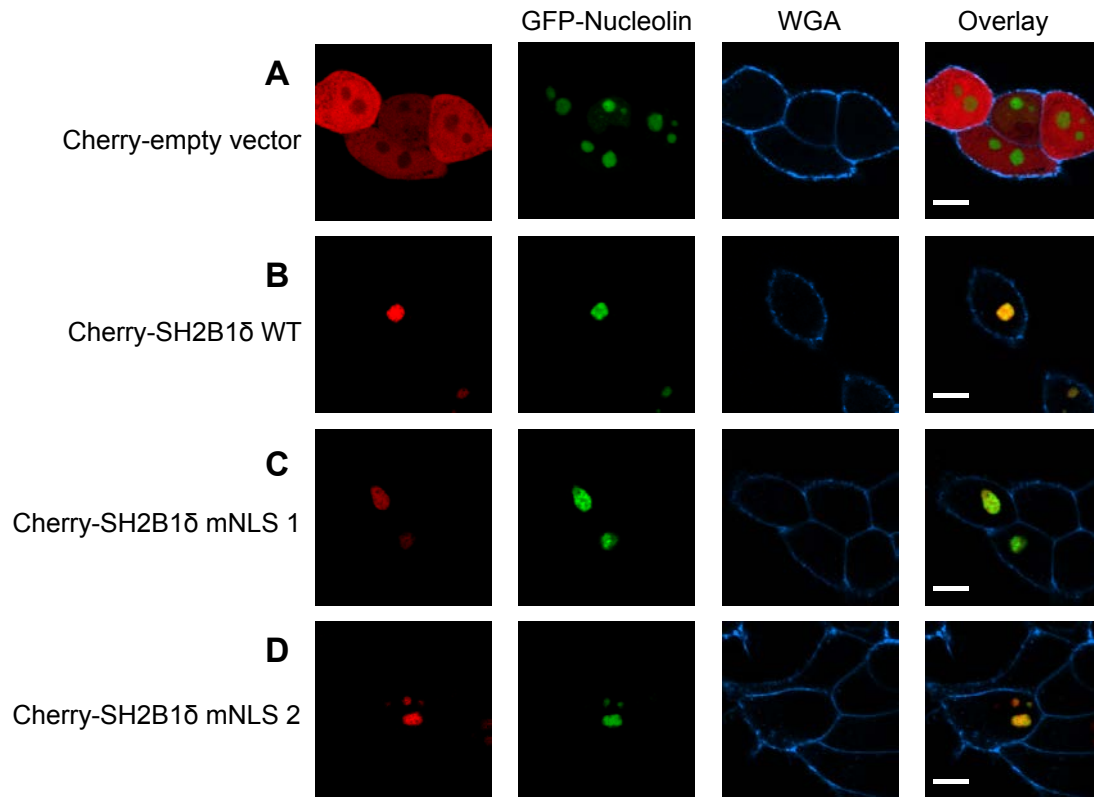 GFP-Nucleolin WGA Overlay
A
Cherry-empty vector
B
Cherry-SH2B1δ WT
C
Cherry-SH2B1δ mNLS 1
D
Cherry-SH2B1δ mNLS 2